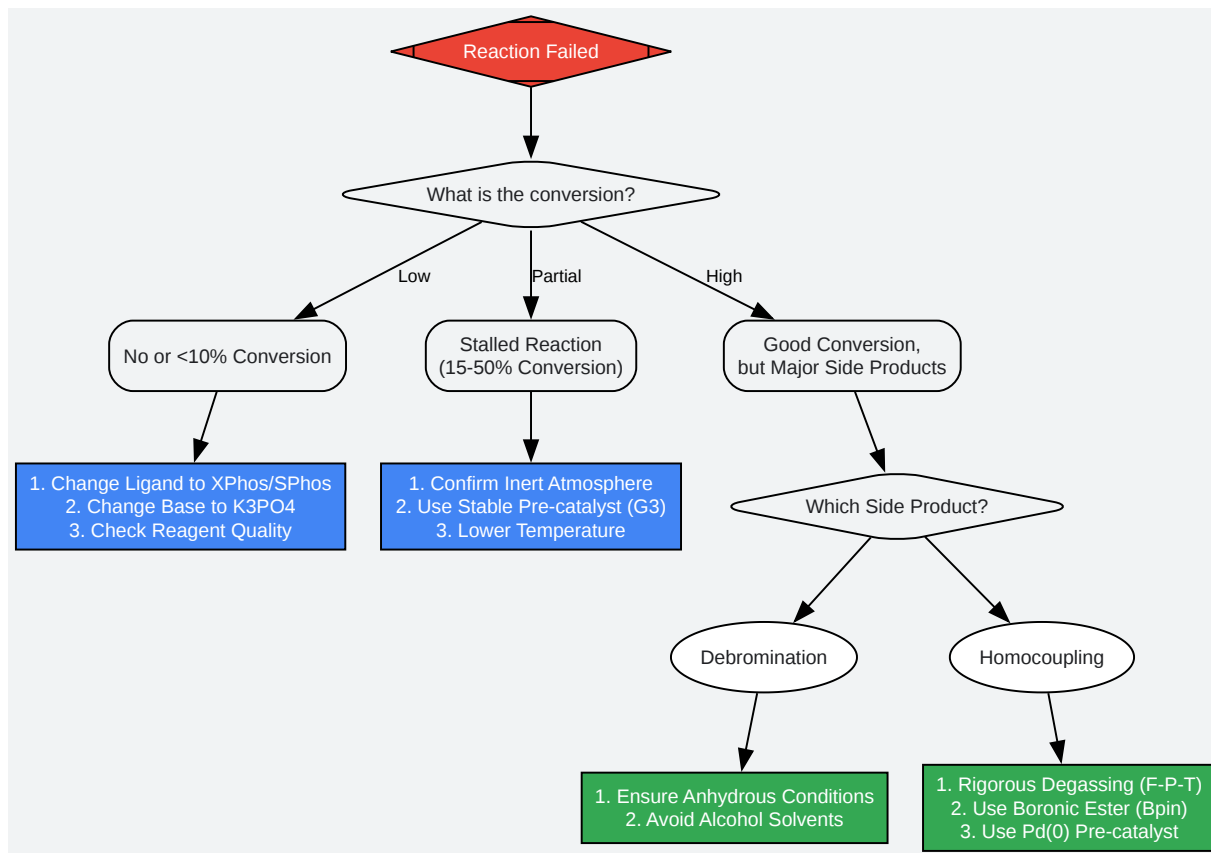 Reaction Failed
What is the conversion?
Low
Partial
High
No or <10% Conversion
Stalled Reaction
(15-50% Conversion)
Good Conversion,
but Major Side Products
1. Change Ligand to XPhos/SPhos
2. Change Base to K3PO4
3. Check Reagent Quality
1. Confirm Inert Atmosphere
2. Use Stable Pre-catalyst (G3)
3. Lower Temperature
Which Side Product?
Debromination
Homocoupling
1. Ensure Anhydrous Conditions
2. Avoid Alcohol Solvents
1. Rigorous Degassing (F-P-T)
2. Use Boronic Ester (Bpin)
3. Use Pd(0) Pre-catalyst